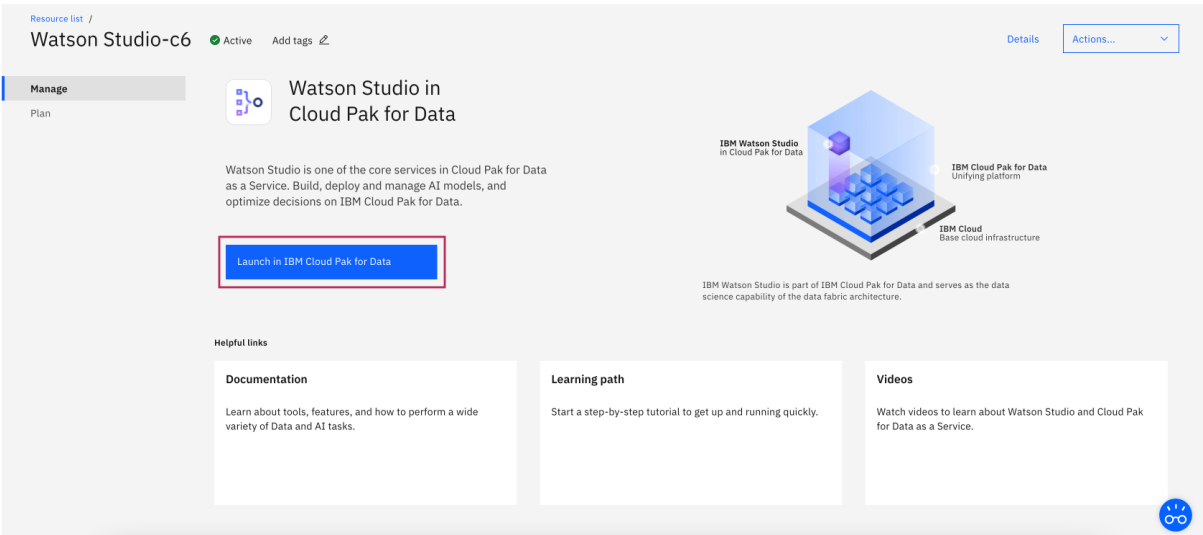 Resource list /
Watson Studio-c6
Active
Add tags
Details
Actions...
Manage
Plan
Watson Studio in
Cloud Pak for Data
Watson Studio is one of the core services in Cloud Pak for Data
as a Service. Build, deploy and manage AI models, and
optimize decisions on IBM Cloud Pak for Data.
Launch in IBM Cloud Pak for Data
IBM Watson Studio
in Cloud Pak for Data
IBM Cloud Pak for Data
Unifying platform
IBM Cloud
Base cloud infrastructure
IBM Watson Studio is part of IBM Cloud Pak for Data and serves as the data
science capability of the data fabric architecture.
Helpful links
Documentation
Learn about tools, features, and how to perform a wide
variety of Data and AI tasks.
Learning path
Start a step-by-step tutorial to get up and running quickly.
Videos
Watch videos to learn about Watson Studio and Cloud Pak
for Data as a Service.